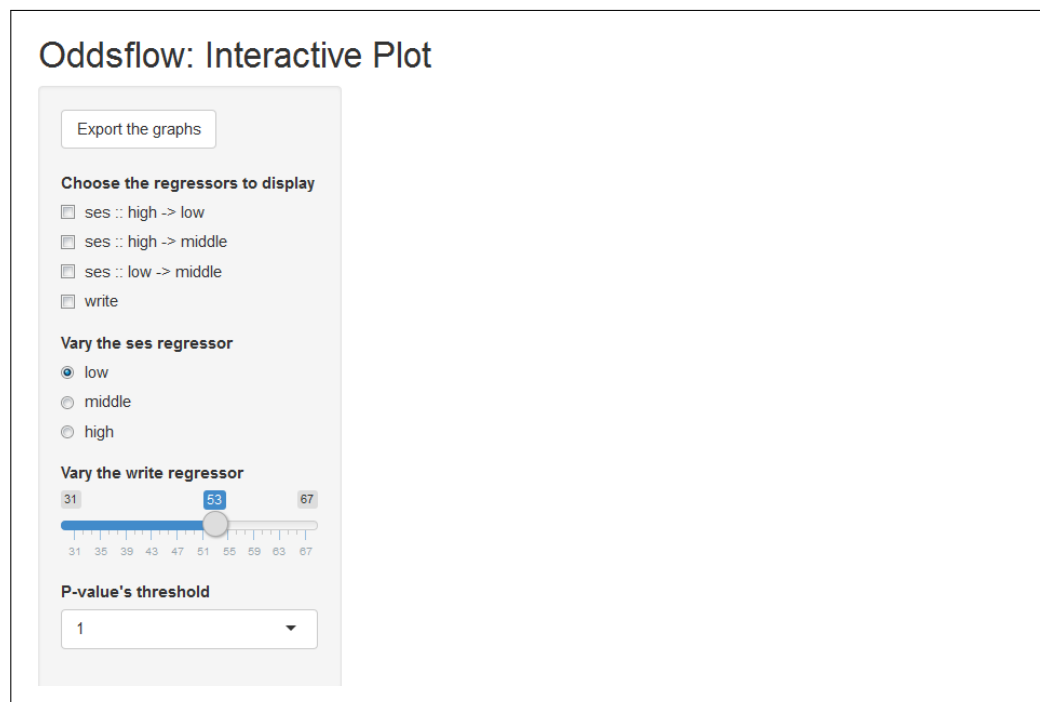 Oddsflow: Interactive Plot
Export the graphs
Choose the regressors to display
ses :: high -> low
ses :: high -> middle
ses :: low -> middle
write
Vary the ses regressor
low
middle
high
Vary the write regressor
31 53 67
31 35 39 43 47 51 55 59 63 67
P-value's threshold
1